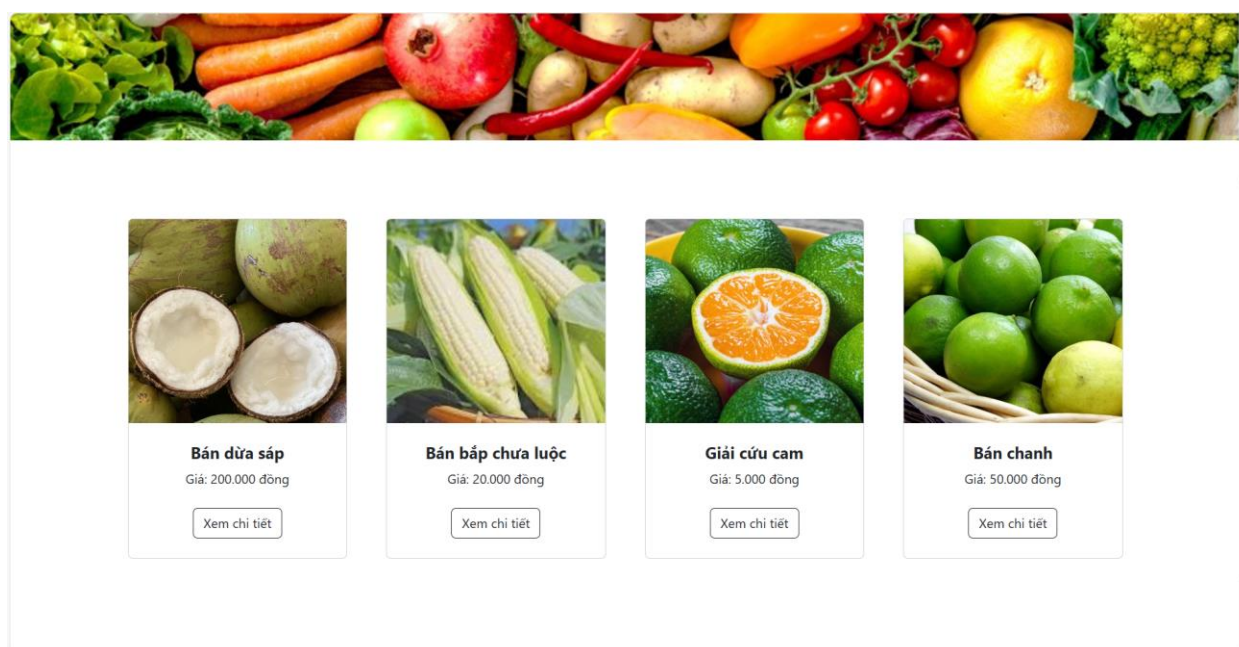 Bán dừa sáp
Giá: 200.000 đồng
Xem chi tiết
Bán bắp chưa luộc
Giá: 20.000 đồng
Xem chi tiết
Giải cứu cam
Giá: 5.000 đồng
Xem chi tiết
Bán chanh
Giá: 50.000 đồng
Xem chi tiết